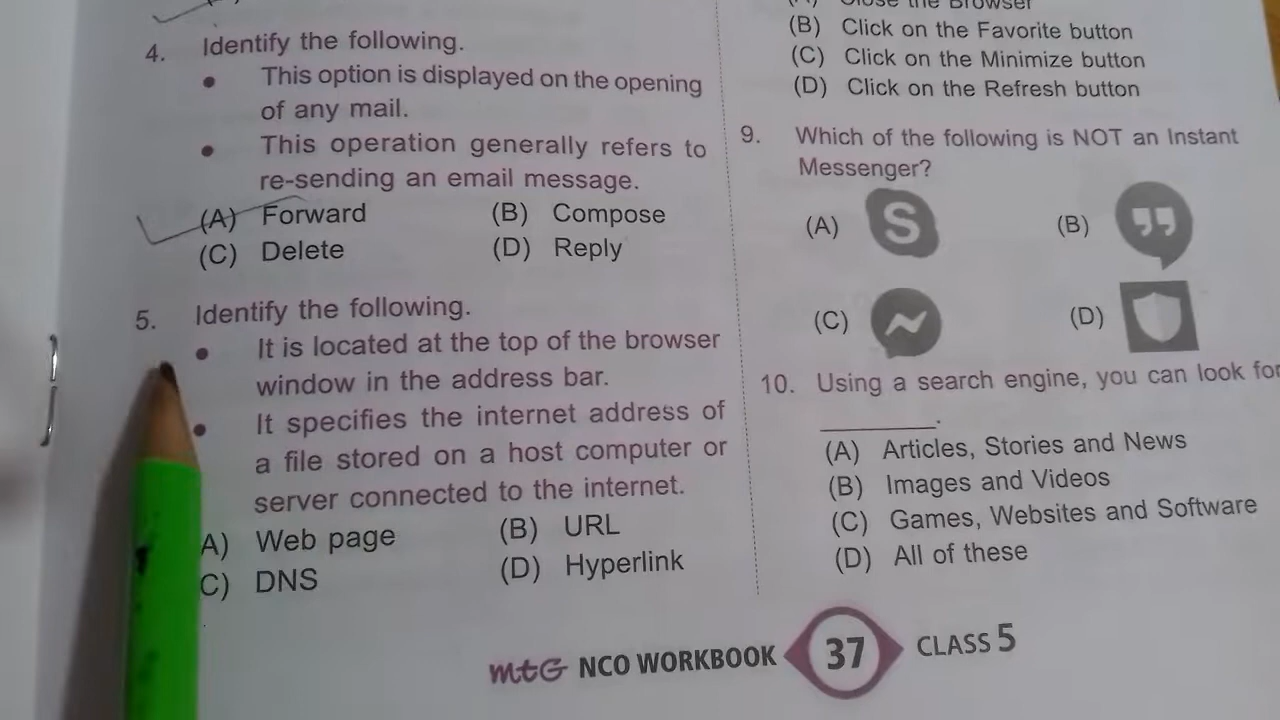 4. Identify the following.
• This option is displayed on the opening
of any mail.
• This operation generally refers to
re-sending an email message.
(A) Forward (B) Compose
(C) Delete (D) Reply
5. Identify the following.
• It is located at the top of the browser
window in the address bar.
• It specifies the internet address of
a file stored on a host computer or
server connected to the internet.
A) Web page (B) URL
C) DNS (D) Hyperlink
the Browser
(B) Click on the Favorite button
(C) Click on the Minimize button
(D) Click on the Refresh button
9. Which of the following is NOT an Instant
Messenger?
(A) S (B)
(C) (D)
10. Using a search engine, you can look for
________.
(A) Articles, Stories and News
(B) Images and Videos
(C) Games, Websites and Software
(D) All of these
mtG NCO WORKBOOK 37 CLASS 5